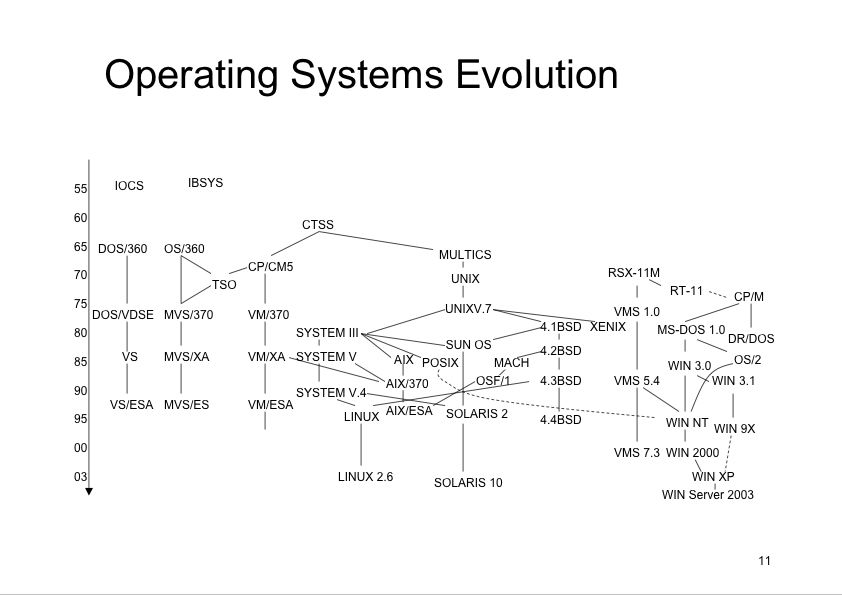 Operating Systems Evolution
55 IOCS IBSYS
60
CTSS
65 DOS/360 OS/360
MULTICS
CP/CM5
70 TSO UNIX RSX-11M
RT-11
CP/M
75 DOS/VDSE MVS/370 VM/370 UNIXV.7 VMS 1.0
80 SYSTEM III 4.1BSD XENIX MS-DOS 1.0
DR/DOS
SUN OS
85 VS MVS/XA VM/XA SYSTEM V AIX POSIX MACH 4.2BSD OS/2
WIN 3.0
90 SYSTEM V.4 AIX/370 OSF/1 4.3BSD VMS 5.4 WIN 3.1
VS/ESA MVS/ES VM/ESA
95 LINUX AIX/ESA SOLARIS 2 4.4BSD WIN NT
WIN 9X
00 VMS 7.3 WIN 2000
03 LINUX 2.6 SOLARIS 10 WIN XP
WIN Server 2003
11